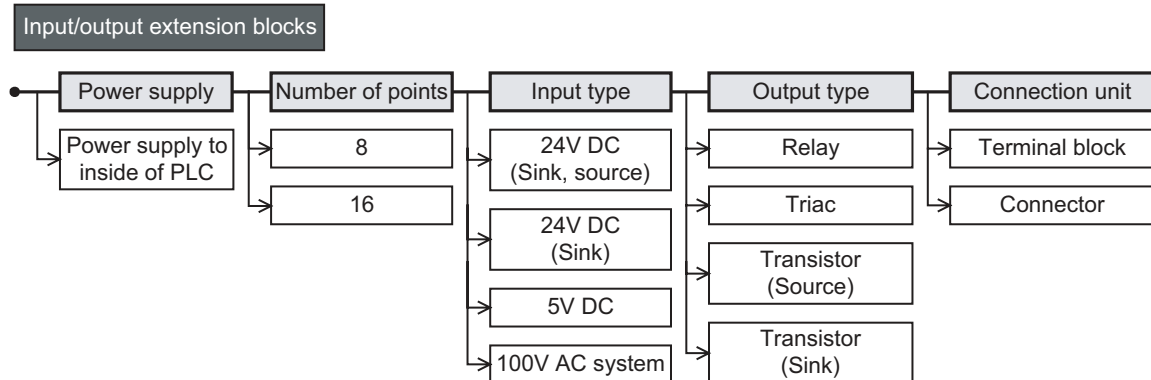 Input/output extension blocks
Power supply
Number of points
Input type
Output type
Connection unit
Power supply to
inside of PLC
8
16
24V DC
(Sink, source)
24V DC
(Sink)
5V DC
100V AC system
Relay
Triac
Transistor
(Source)
Transistor
(Sink)
Terminal block
Connector